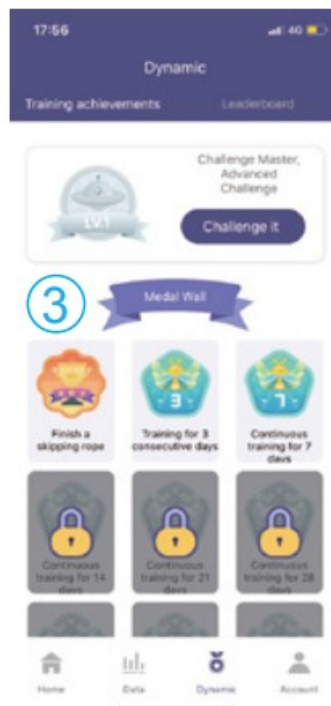 17:56
4G
Dynamic
Training achievements
Leaderboard
Challenge Master,
Advanced
Challenge
LV.1
Challenge it
3
Medal Wall
3
7
Finish a
skipping rope
Training for 3
consecutive days
Continuous
training for 7
days
Continuous
training for 14
days
Continuous
training for 21
days
Continuous
training for 28
days
Home
Data
Dynamic
Account